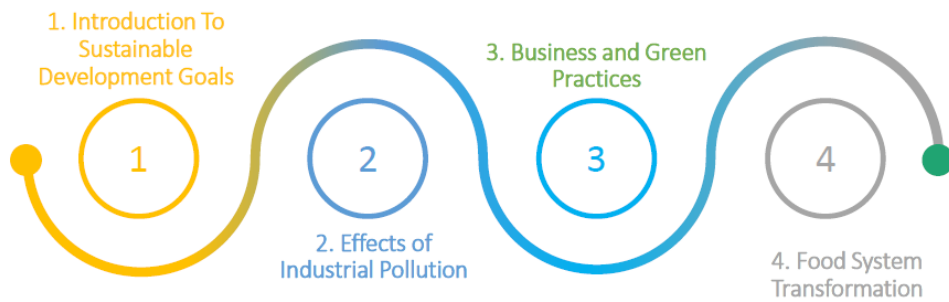 1. Introduction To
Sustainable
Development Goals
1
2
2. Effects of
Industrial Pollution
3. Business and Green
Practices
3
4
4. Food System
Transformation